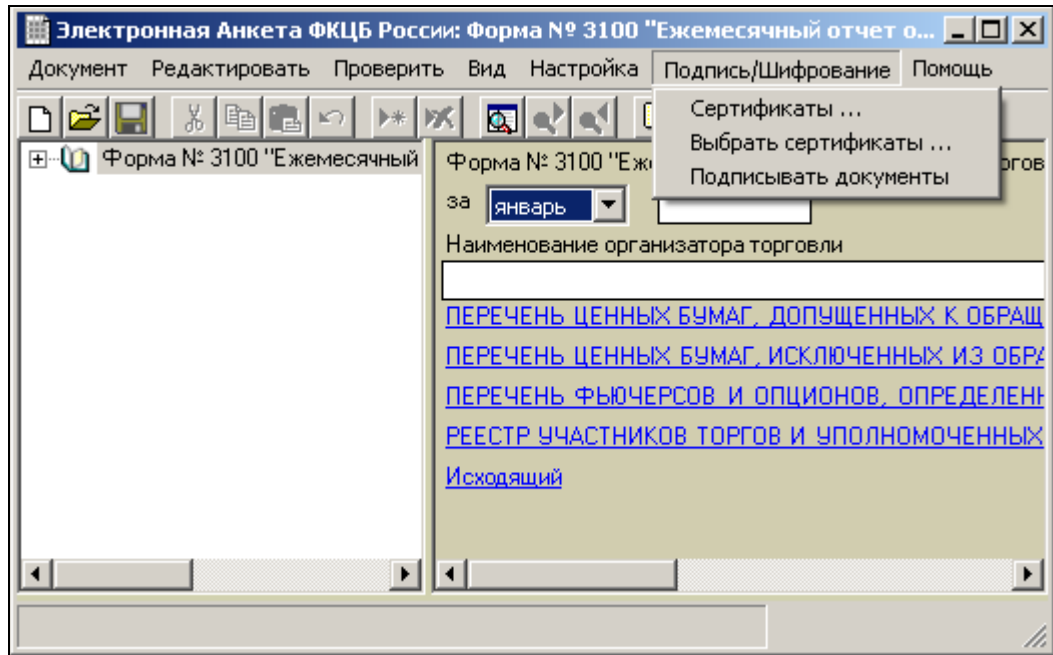 Электронная Анкета ФКЦБ России: Форма № 3100 "Ежемесячный отчет о...
Документ Редактировать Проверить Вид Настройка Подпись/Шифрование Помощь
Сертификаты ...
Выбрать сертификаты ...
Подписывать документы
Форма № 3100 "Ежемесячный
Форма № 3100 "Еж
ргов
за январь
Наименование организатора торговли
ПЕРЕЧЕНЬ ЦЕННЫХ БУМАГ, ДОПУЩЕННЫХ К ОБРАЩ
ПЕРЕЧЕНЬ ЦЕННЫХ БУМАГ, ИСКЛЮЧЕННЫХ ИЗ ОБРА
ПЕРЕЧЕНЬ ФЬЮЧЕРСОВ И ОПЦИОНОВ, ОПРЕДЕЛЕНН
РЕЕСТР УЧАСТНИКОВ ТОРГОВ И УПОЛНОМОЧЕННЫХ
Исходящий